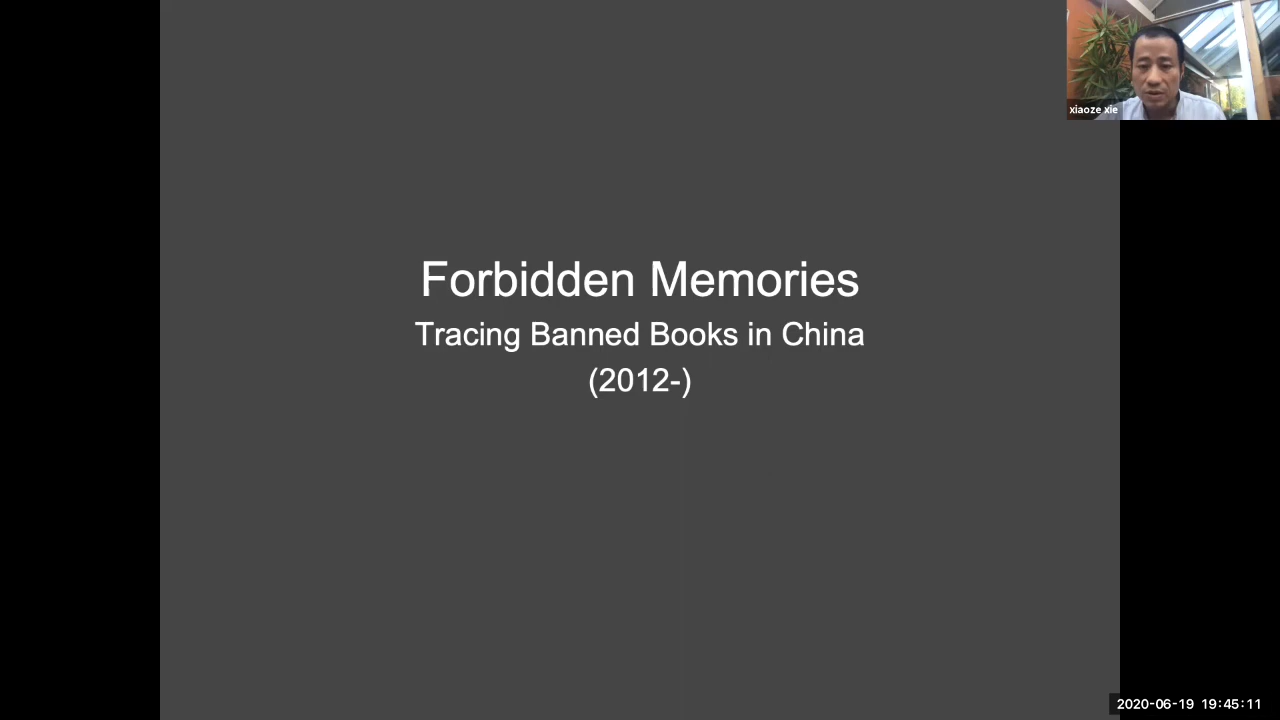 xiaoze xie
Forbidden Memories
Tracing Banned Books in China
(2012-)
2020-06-19 19:45:11